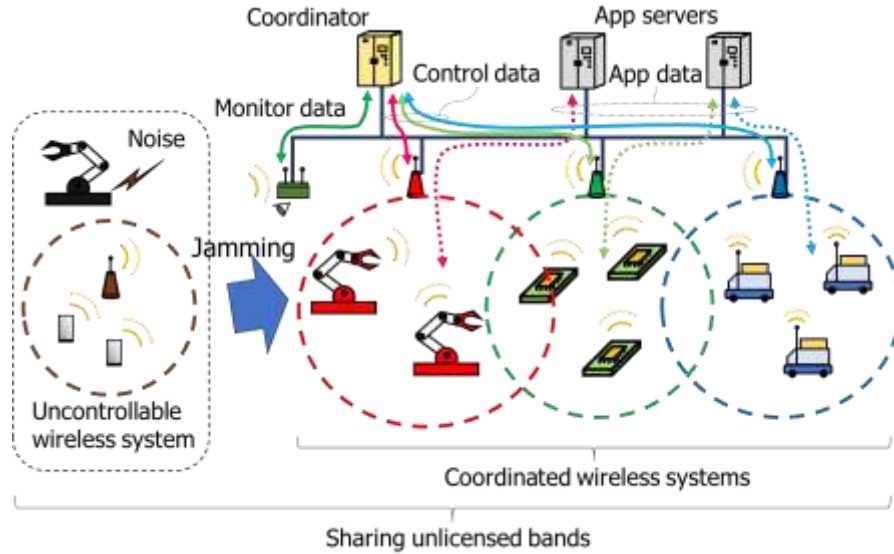 Coordinator
App servers
Control data
App data
Monitor data
Noise
Jamming
Uncontrollable
wireless system
Coordinated wireless systems
Sharing unlicensed bands